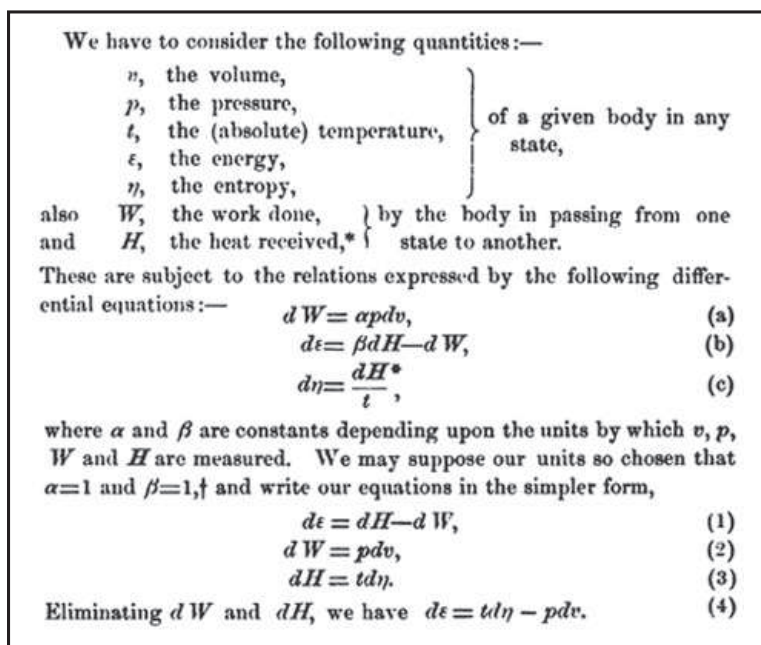 We have to consider the following quantities:—
v, the volume,
p, the pressure,
t, the (absolute) temperature,
ε, the energy,
η, the entropy,
of a given body in any
state,
also W, the work done,
and H, the heat received,*
by the body in passing from one
state to another.
These are subject to the relations expressed by the following differ-
ential equations:—
dW=αpdv, (a)
dε=βdH—dW, (b)
dη=dH*/t, (c)
where α and β are constants depending upon the units by which v, p,
W and H are measured. We may suppose our units so chosen that
α=1 and β=1,† and write our equations in the simpler form,
dε=dH—dW, (1)
dW=pdv, (2)
dH=tdη. (3)
Eliminating dW and dH, we have dε=tdη – pdv. (4)